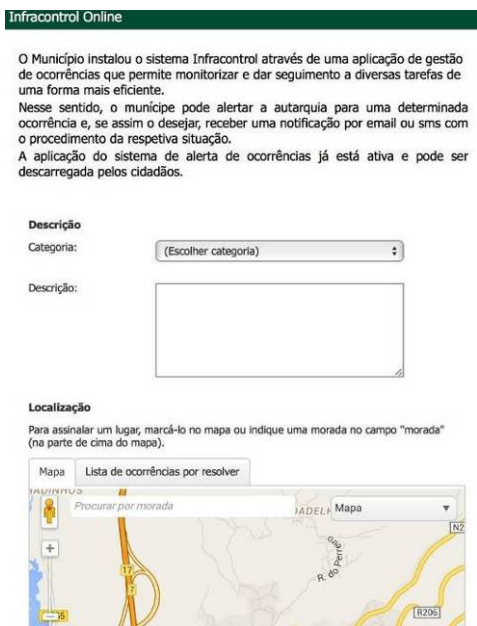 Infracontrol Online
O Município instalou o sistema Infracontrol através de uma aplicação de gestão
de ocorrências que permite monitorizar e dar seguimento a diversas tarefas de
uma forma mais eficiente.
Nesse sentido, o munícipe pode alertar a autarquia para uma determinada
ocorrência e, se assim o desejar, receber uma notificação por email ou sms com
o procedimento da respetiva situação.
A aplicação do sistema de alerta de ocorrências já está ativa e pode ser
descarregada pelos cidadãos.
Descrição
Categoria: (Escolher categoria)
Descrição:
Localização
Para assinalar um lugar, marcá-lo no mapa ou indique uma morada no campo "morada"
(na parte de cima do mapa).
Mapa Lista de ocorrências por resolver
Procurar por morada Mapa
R. do Perre
17
7
R206